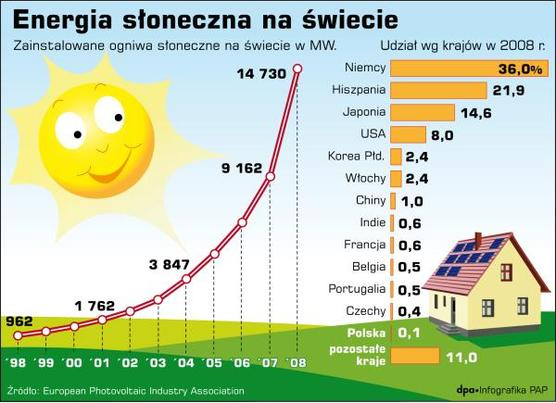 Energia słoneczna na świecie
Zainstalowane ogniwa słoneczne na świecie w MW.
Udział wg krajów w 2008 r.
14 730
9 162
3 847
1 762
962
'98 '99 '00 '01 '02 '03 '04 '05 '06 '07 '08
Niemcy 36,0%
Hiszpania 21,9
Japonia 14,6
USA 8,0
Korea Płd. 2,4
Włochy 2,4
Chiny 1,0
Indie 0,6
Francja 0,6
Belgia 0,5
Portugalia 0,5
Czechy 0,4
Polska 0,1
pozostałe
kraje 11,0
Źródło: European Photovoltaic Industry Association
dpa•Infografika PAP